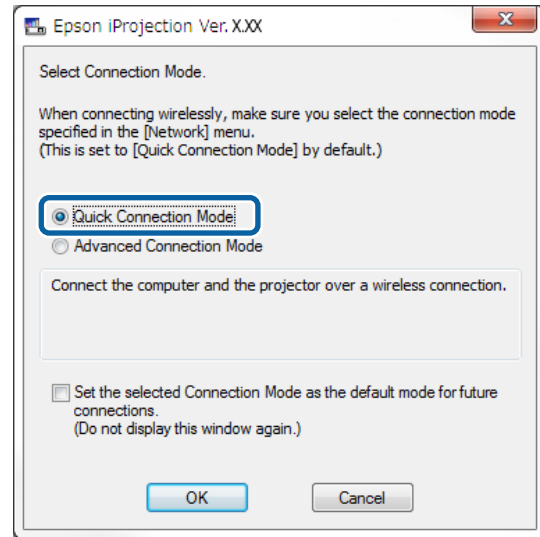 Epson iProjection Ver. X.XX
Select Connection Mode.
When connecting wirelessly, make sure you select the connection mode
specified in the [Network] menu.
(This is set to [Quick Connection Mode] by default.)
Quick Connection Mode
Advanced Connection Mode
Connect the computer and the projector over a wireless connection.
Set the selected Connection Mode as the default mode for future
connections.
(Do not display this window again.)
OK Cancel